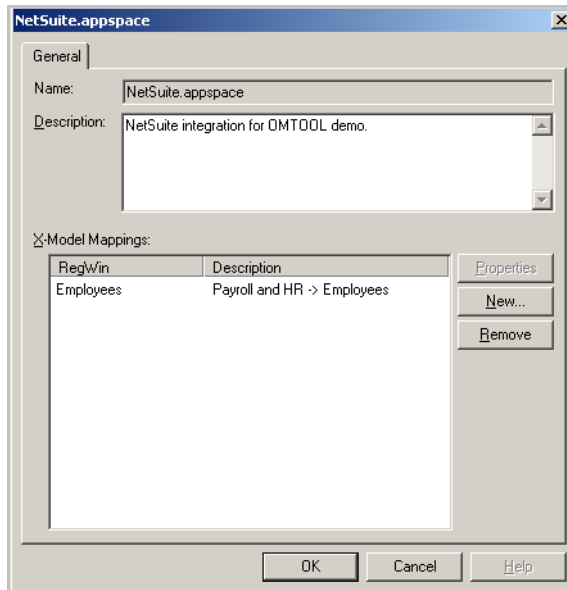 NetSuite.appspace
General
Name: NetSuite.appspace
Description: NetSuite integration for OMTOOL demo.
X-Model Mappings:
RegWin Description
Employees Payroll and HR -> Employees
Properties
New...
Remove
OK Cancel Help